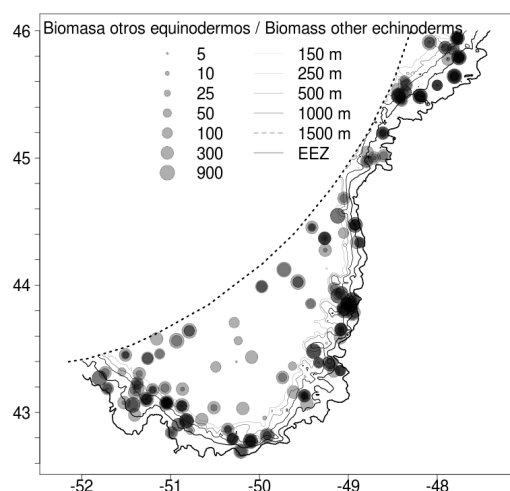 Biomasa otros equinodermos / Biomass other echinoderms
5 150 m
10 250 m
25 500 m
50 1000 m
100 1500 m
300 EEZ
900
46
45
44
43
-52 -51 -50 -49 -48